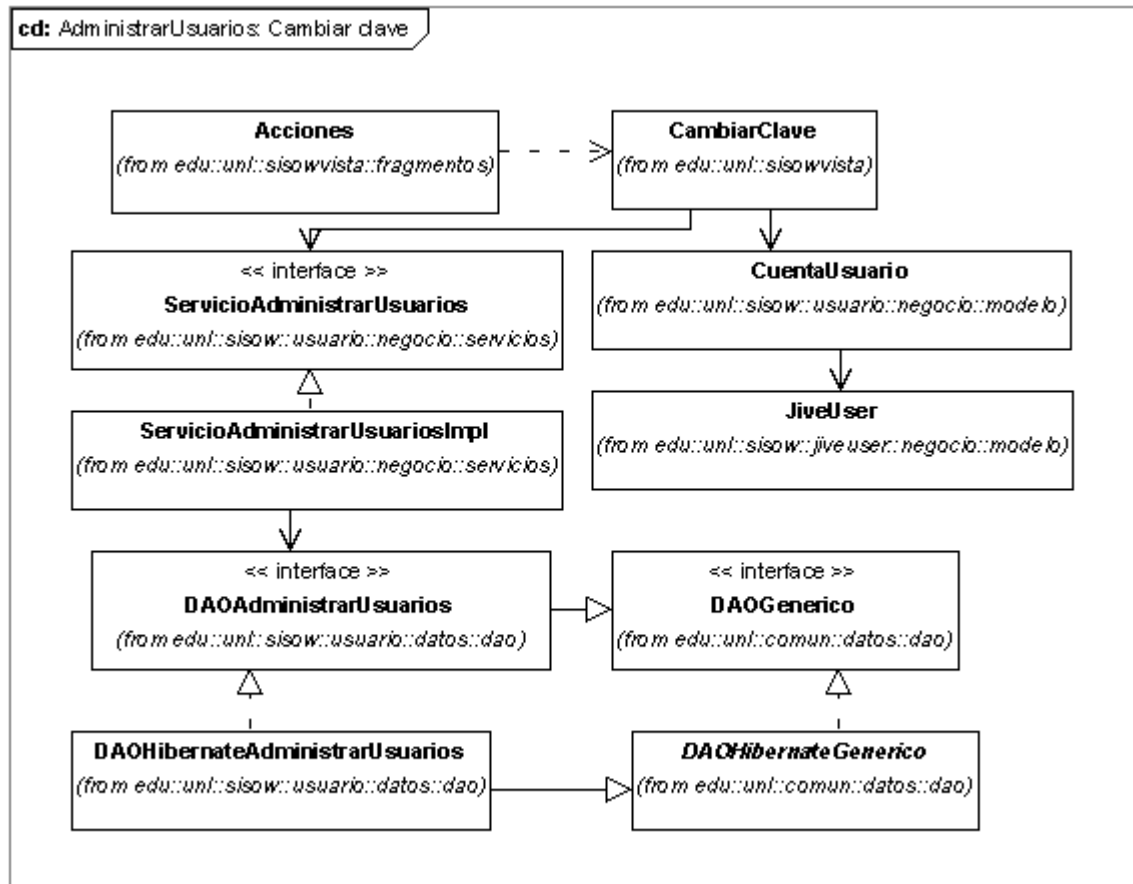 cd: AdministrarUsuarios: Cambiar clave
Acciones
(from edu::unl::sisowvista::fragmentos)
CambiarClave
(from edu::unl::sisowvista)
<< interface >>
ServicioAdministrarUsuarios
(from edu::unl::sisow::usuario::negocio::servicios)
CuentaUsuario
(from edu::unl::sisow::usuario::negocio::modelo)
ServicioAdministrarUsuariosImpl
(from edu::unl::sisow::usuario::negocio::servicios)
JiveUser
(from edu::unl::sisow::jiveuser::negocio::modelo)
<< interface >>
DAOAdministrarUsuarios
(from edu::unl::sisow::usuario::datos::dao)
<< interface >>
DAOGenerico
(from edu::unl::comun::datos::dao)
DAOHibernateAdministrarUsuarios
(from edu::unl::sisow::usuario::datos::dao)
DAOHibernateGenerico
(from edu::unl::comun::datos::dao)